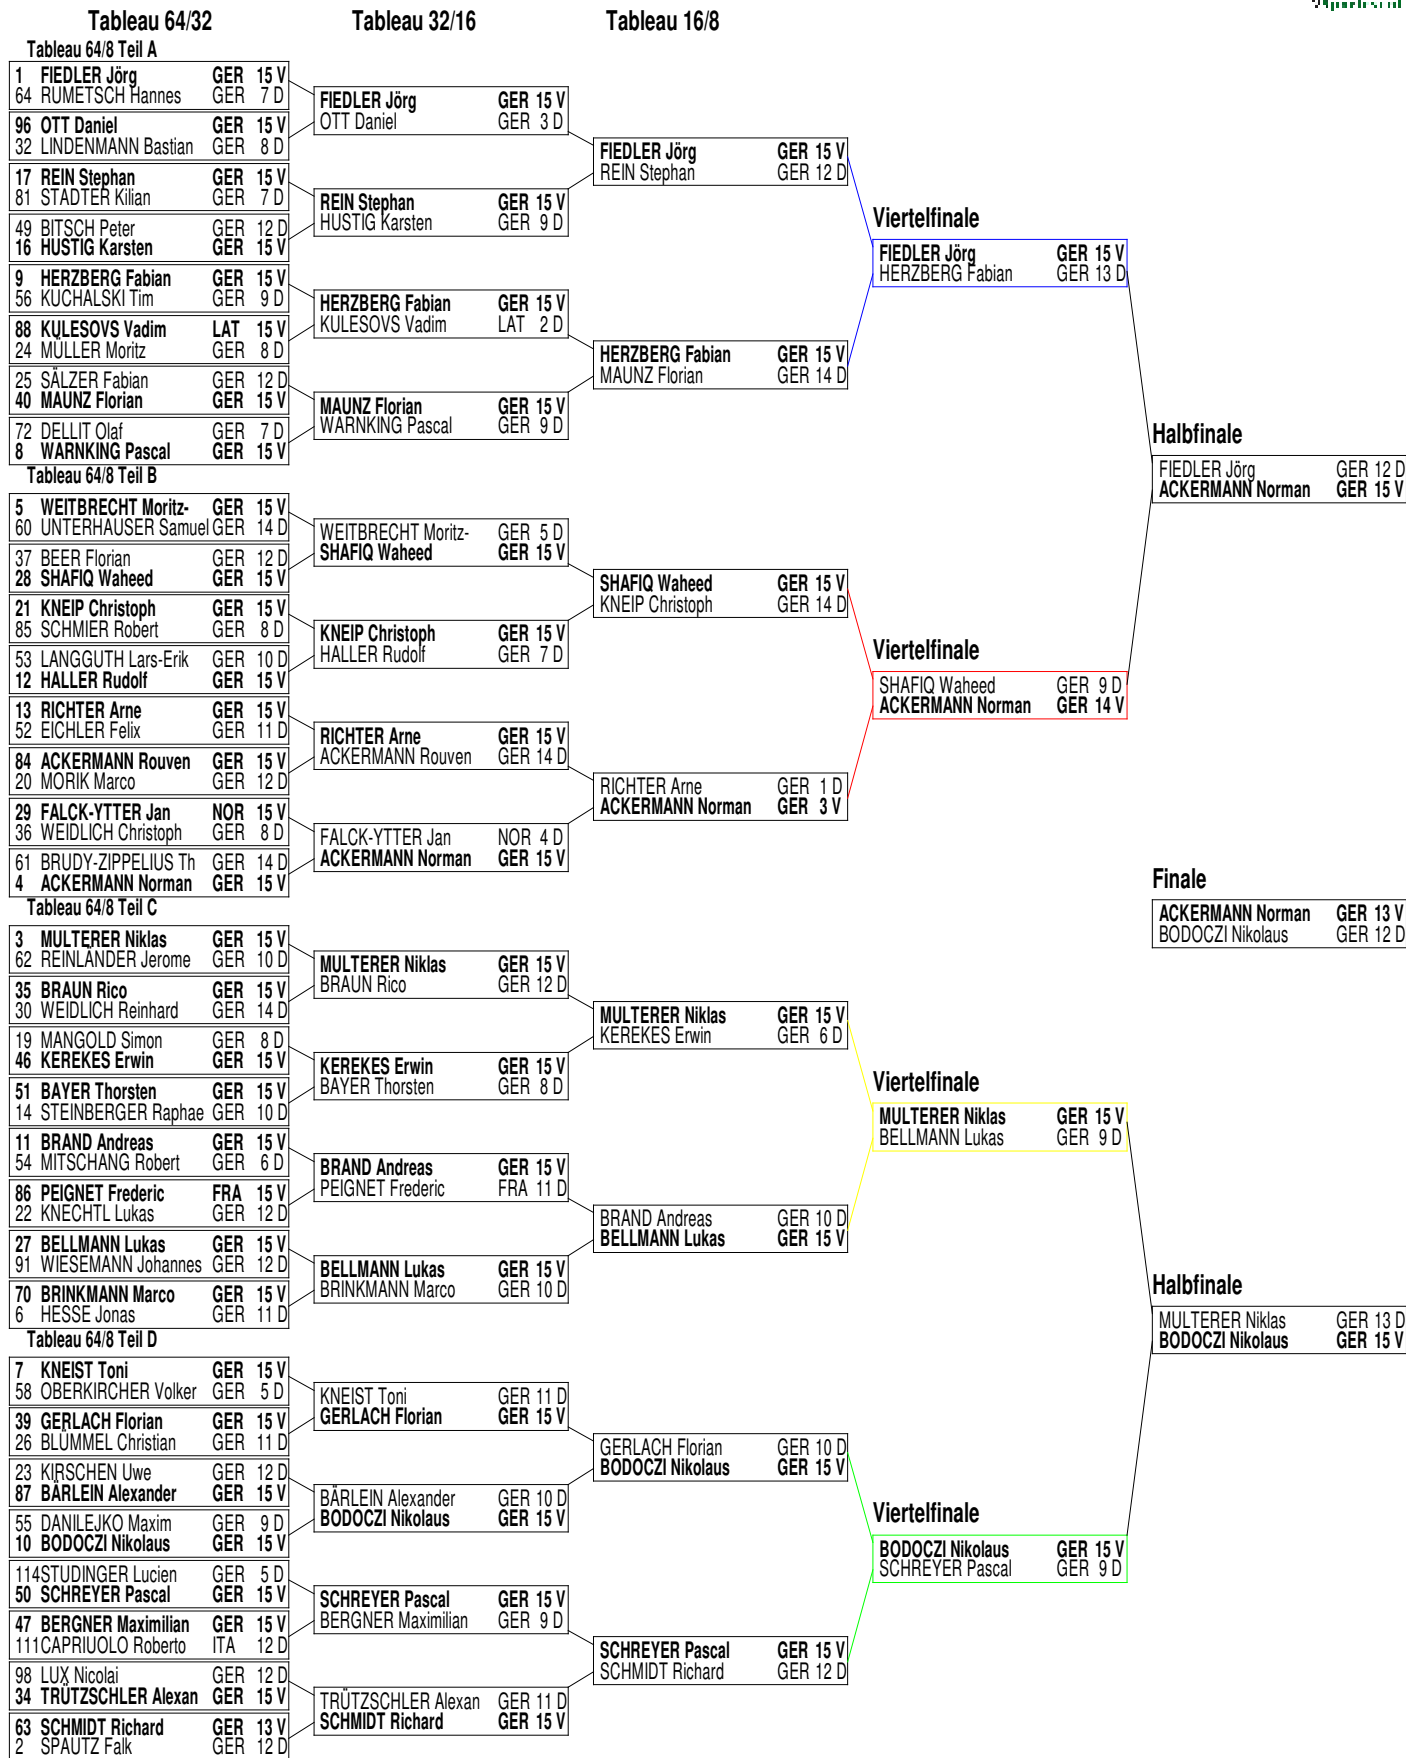 Tableau 64/32 Tableau 32/16 Tableau 16/8
Tableau 64/8 Teil A
1 FIEDLER Jörg GER 15 V
64 RUMETSCH Hannes GER 7 D
96 OTT Daniel GER 15 V
32 LINDENMANN Bastian GER 8 D
17 REIN Stephan GER 15 V
81 STADTER Kilian GER 7 D
49 BITSCH Peter GER 12 D
16 HUSTIG Karsten GER 15 V
9 HERZBERG Fabian GER 15 V
56 KUCHALSKI Tim GER 9 D
88 KULESOVS Vadim LAT 15 V
24 MÜLLER Moritz GER 8 D
25 SÄLZER Fabian GER 12 D
40 MAUNZ Florian GER 15 V
72 DELLIT Olaf GER 7 D
8 WARNKING Pascal GER 15 V
Tableau 64/8 Teil B
5 WEITBRECHT Moritz- GER 15 V
60 UNTERHAUSER Samuel GER 14 D
37 BEER Florian GER 12 D
28 SHAFIQ Waheed GER 15 V
21 KNEIP Christoph GER 15 V
85 SCHMIER Robert GER 8 D
53 LANGGUTH Lars-Erik GER 10 D
12 HALLER Rudolf GER 15 V
13 RICHTER Arne GER 15 V
52 EICHLER Felix GER 11 D
84 ACKERMANN Rouven GER 15 V
20 MORIK Marco GER 12 D
29 FALCK-YTTER Jan NOR 15 V
36 WEIDLICH Christoph GER 8 D
61 BRUDY-ZIPPELIUS Th GER 14 D
4 ACKERMANN Norman GER 15 V
Tableau 64/8 Teil C
3 MULTERER Niklas GER 15 V
62 REINLÄNDER Jerome GER 10 D
35 BRAUN Rico GER 15 V
30 WEIDLICH Reinhard GER 14 D
19 MANGOLD Simon GER 8 D
46 KEREKES Erwin GER 15 V
51 BAYER Thorsten GER 15 V
14 STEINBERGER Raphae GER 10 D
11 BRAND Andreas GER 15 V
54 MITSCHANG Robert GER 6 D
86 PEIGNET Frederic FRA 15 V
22 KNECHTL Lukas GER 12 D
27 BELLMANN Lukas GER 15 V
91 WIESEMANN Johannes GER 12 D
70 BRINKMANN Marco GER 15 V
6 HESSE Jonas GER 11 D
Tableau 64/8 Teil D
7 KNEIST Toni GER 15 V
58 OBERKIRCHER Volker GER 5 D
39 GERLACH Florian GER 15 V
26 BLÜMMEL Christian GER 11 D
23 KIRSCHEN Uwe GER 12 D
87 BÄRLEIN Alexander GER 15 V
55 DANILEJKO Maxim GER 9 D
10 BODOCZI Nikolaus GER 15 V
114STUDINGER Lucien GER 5 D
50 SCHREYER Pascal GER 15 V
47 BERGNER Maximilian GER 15 V
111CAPRIUOLO Roberto ITA 12 D
98 LUX Nicolai GER 12 D
34 TRÜTZSCHLER Alexan GER 15 V
63 SCHMIDT Richard GER 13 V
2 SPAUTZ Falk GER 12 D
FIEDLER Jörg GER 15 V
OTT Daniel GER 3 D
REIN Stephan GER 15 V
HUSTIG Karsten GER 9 D
HERZBERG Fabian GER 15 V
KULESOVS Vadim LAT 2 D
MAUNZ Florian GER 15 V
WARNKING Pascal GER 9 D
WEITBRECHT Moritz- GER 5 D
SHAFIQ Waheed GER 15 V
KNEIP Christoph GER 15 V
HALLER Rudolf GER 7 D
RICHTER Arne GER 15 V
ACKERMANN Rouven GER 14 D
FALCK-YTTER Jan NOR 4 D
ACKERMANN Norman GER 15 V
MULTERER Niklas GER 15 V
BRAUN Rico GER 12 D
KEREKES Erwin GER 15 V
BAYER Thorsten GER 8 D
BRAND Andreas GER 15 V
PEIGNET Frederic FRA 11 D
BELLMANN Lukas GER 15 V
BRINKMANN Marco GER 10 D
KNEIST Toni GER 11 D
GERLACH Florian GER 15 V
BÄRLEIN Alexander GER 10 D
BODOCZI Nikolaus GER 15 V
SCHREYER Pascal GER 15 V
BERGNER Maximilian GER 9 D
TRÜTZSCHLER Alexan GER 11 D
SCHMIDT Richard GER 15 V
FIEDLER Jörg GER 15 V
REIN Stephan GER 12 D
HERZBERG Fabian GER 15 V
MAUNZ Florian GER 14 D
SHAFIQ Waheed GER 15 V
KNEIP Christoph GER 14 D
RICHTER Arne GER 1 D
ACKERMANN Norman GER 3 V
MULTERER Niklas GER 15 V
KEREKES Erwin GER 6 D
BRAND Andreas GER 10 D
BELLMANN Lukas GER 15 V
GERLACH Florian GER 10 D
BODOCZI Nikolaus GER 15 V
SCHREYER Pascal GER 15 V
SCHMIDT Richard GER 12 D
Viertelfinale
FIEDLER Jörg GER 15 V
HERZBERG Fabian GER 13 D
Viertelfinale
SHAFIQ Waheed GER 9 D
ACKERMANN Norman GER 14 V
Viertelfinale
MULTERER Niklas GER 15 V
BELLMANN Lukas GER 9 D
Viertelfinale
BODOCZI Nikolaus GER 15 V
SCHREYER Pascal GER 9 D
Halbfinale
FIEDLER Jörg GER 12 D
ACKERMANN Norman GER 15 V
Finale
ACKERMANN Norman GER 13 V
BODOCZI Nikolaus GER 12 D
Halbfinale
MULTERER Niklas GER 13 D
BODOCZI Nikolaus GER 15 V